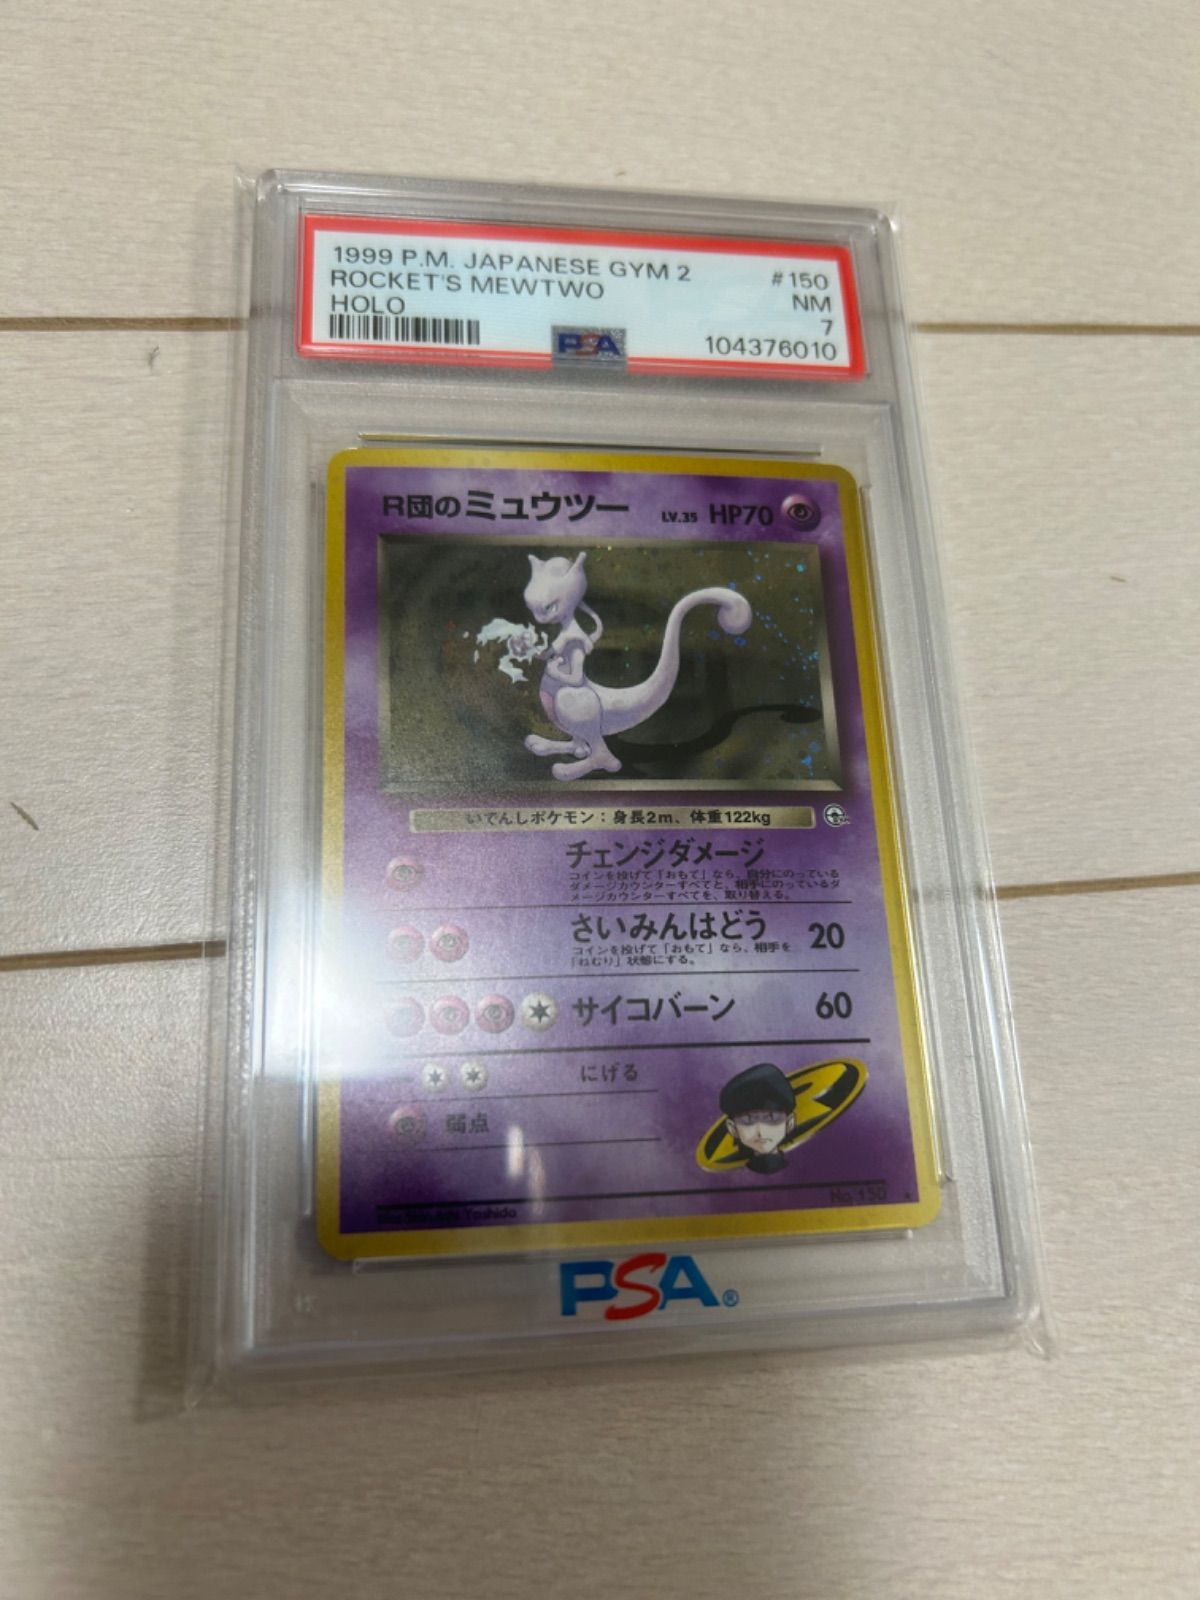 1999 P.M. JAPANESE GYM 2 #150
ROCKET'S MEWTWO NM
HOLO 7
PSA 104376010
R団のミュウツー LV.35 HP70
いでんしポケモン：身長2m、体重122kg
チェンジダメージ
コインを投げて「おもて」なら、自分にのっている
ダメージカウンターすべてと、相手にのっているダ
メージカウンターすべてを、取り替える。
さいみんはどう 20
コインを投げて「おもて」なら、相手を
「ねむり」状態にする。
サイコバーン 60
にげる
弱点
R
No.150
Yoshida
PSA®